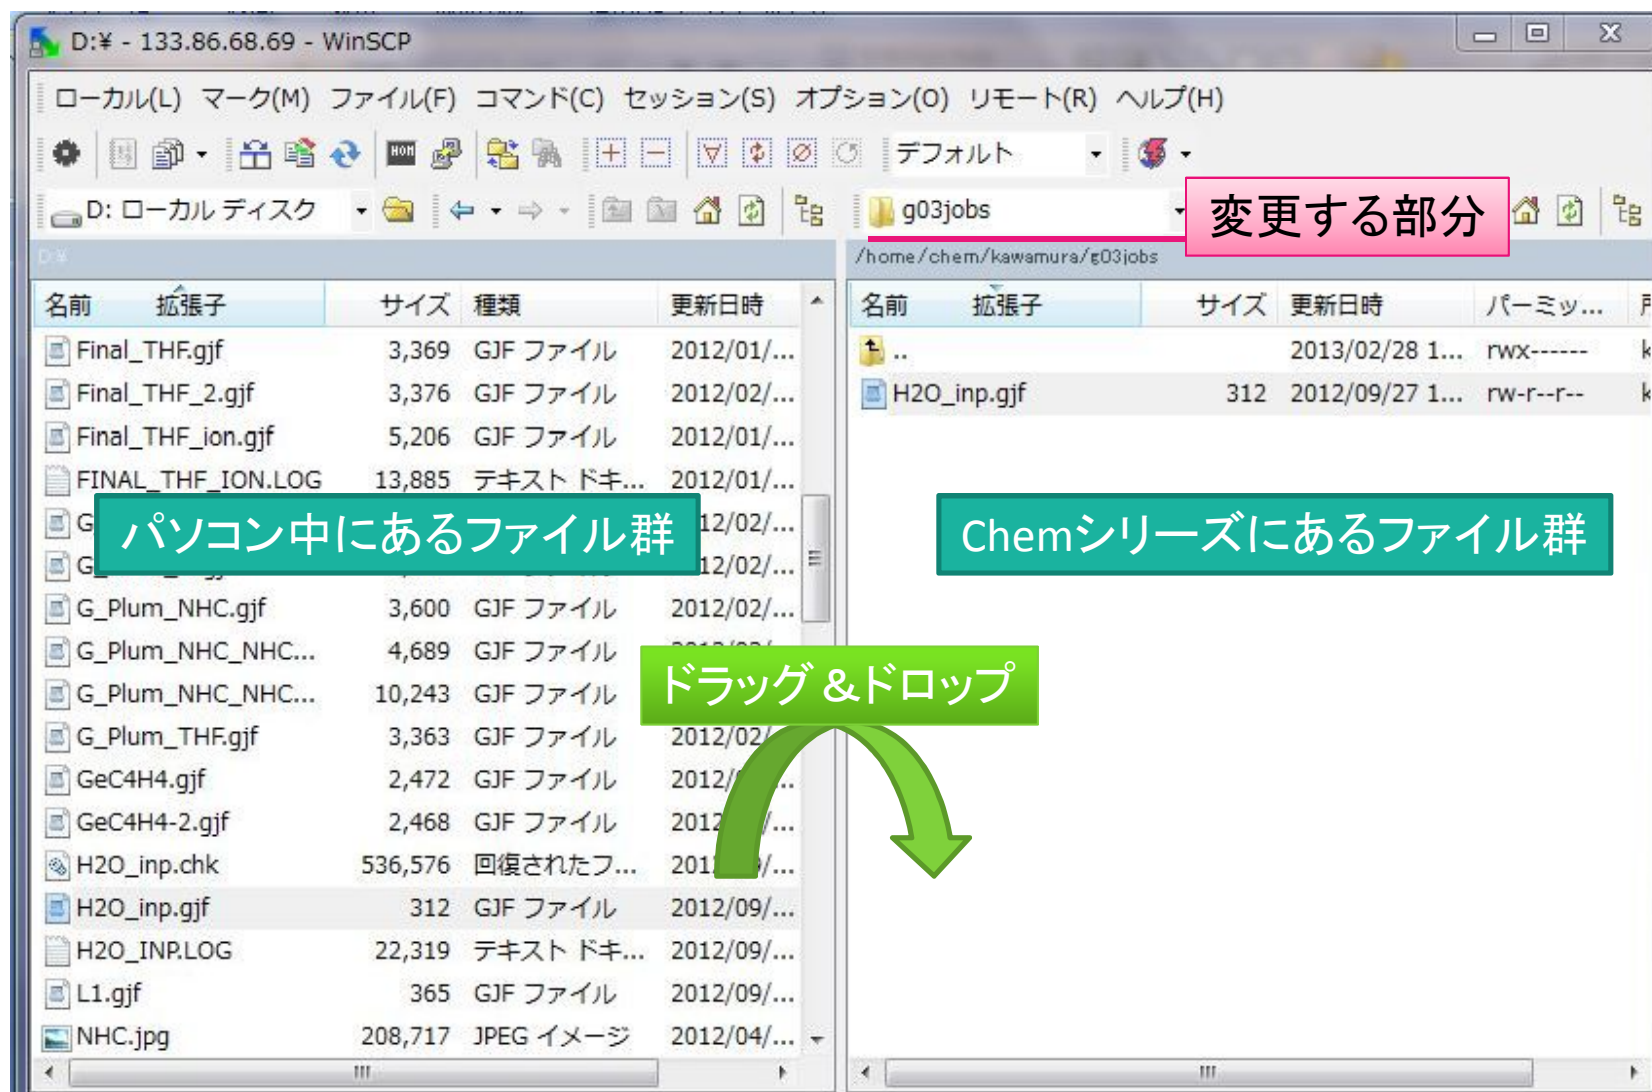 D:¥ - 133.86.68.69 - WinSCP
ローカル(L) マーク(M) ファイル(F) コマンド(C) セッション(S) オプション(O) リモート(R) ヘルプ(H)
デフォルト
D: ローカル ディスク
g03jobs
変更する部分
D:¥
/home/chem/kawamura/g03jobs
名前 拡張子 サイズ 種類 更新日時
名前 拡張子 サイズ 更新日時 パーミッ...
Final_THF.gjf 3,369 GJF ファイル 2012/01/...
.. 2013/02/28 1... rwx------ k
Final_THF_2.gjf 3,376 GJF ファイル 2012/02/...
H2O_inp.gjf 312 2012/09/27 1... rw-r--r-- k
Final_THF_ion.gjf 5,206 GJF ファイル 2012/01/...
FINAL_THF_ION.LOG 13,885 テキスト ドキ... 2012/01/...
パソコン中にあるファイル群
Chemシリーズにあるファイル群
G 12/02/...
G 12/02/...
G_Plum_NHC.gjf 3,600 GJF ファイル 2012/02/...
G_Plum_NHC_NHC... 4,689 GJF ファイル
G_Plum_NHC_NHC... 10,243 GJF ファイル
ドラッグ &ドロップ
G_Plum_THF.gjf 3,363 GJF ファイル 2012/02/
GeC4H4.gjf 2,472 GJF ファイル 2012/
GeC4H4-2.gjf 2,468 GJF ファイル 2012
H2O_inp.chk 536,576 回復されたフ... 201
H2O_inp.gjf 312 GJF ファイル 2012/09/...
H2O_INP.LOG 22,319 テキスト ドキ... 2012/09/...
L1.gjf 365 GJF ファイル 2012/09/...
NHC.jpg 208,717 JPEG イメージ 2012/04/...